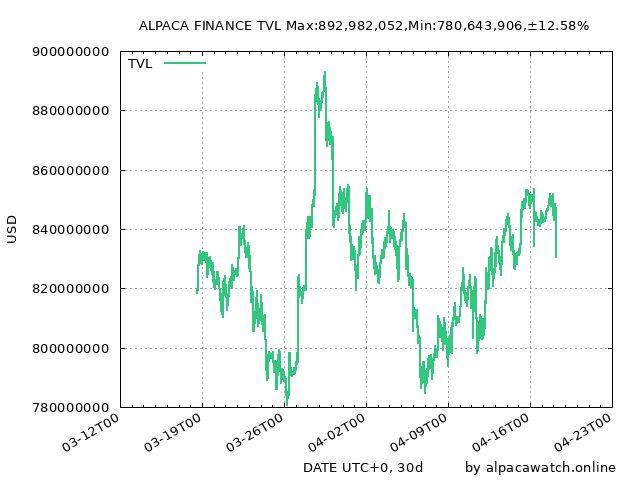 ALPACA FINANCE TVL Max:892,982,052,Min:780,643,906,±12.58%
900000000
TVL
880000000
860000000
840000000
USD
820000000
800000000
780000000
03-12T00 03-19T00 03-26T00 04-02T00 04-09T00 04-16T00 04-23T00
DATE UTC+0, 30d by alpacawatch.online